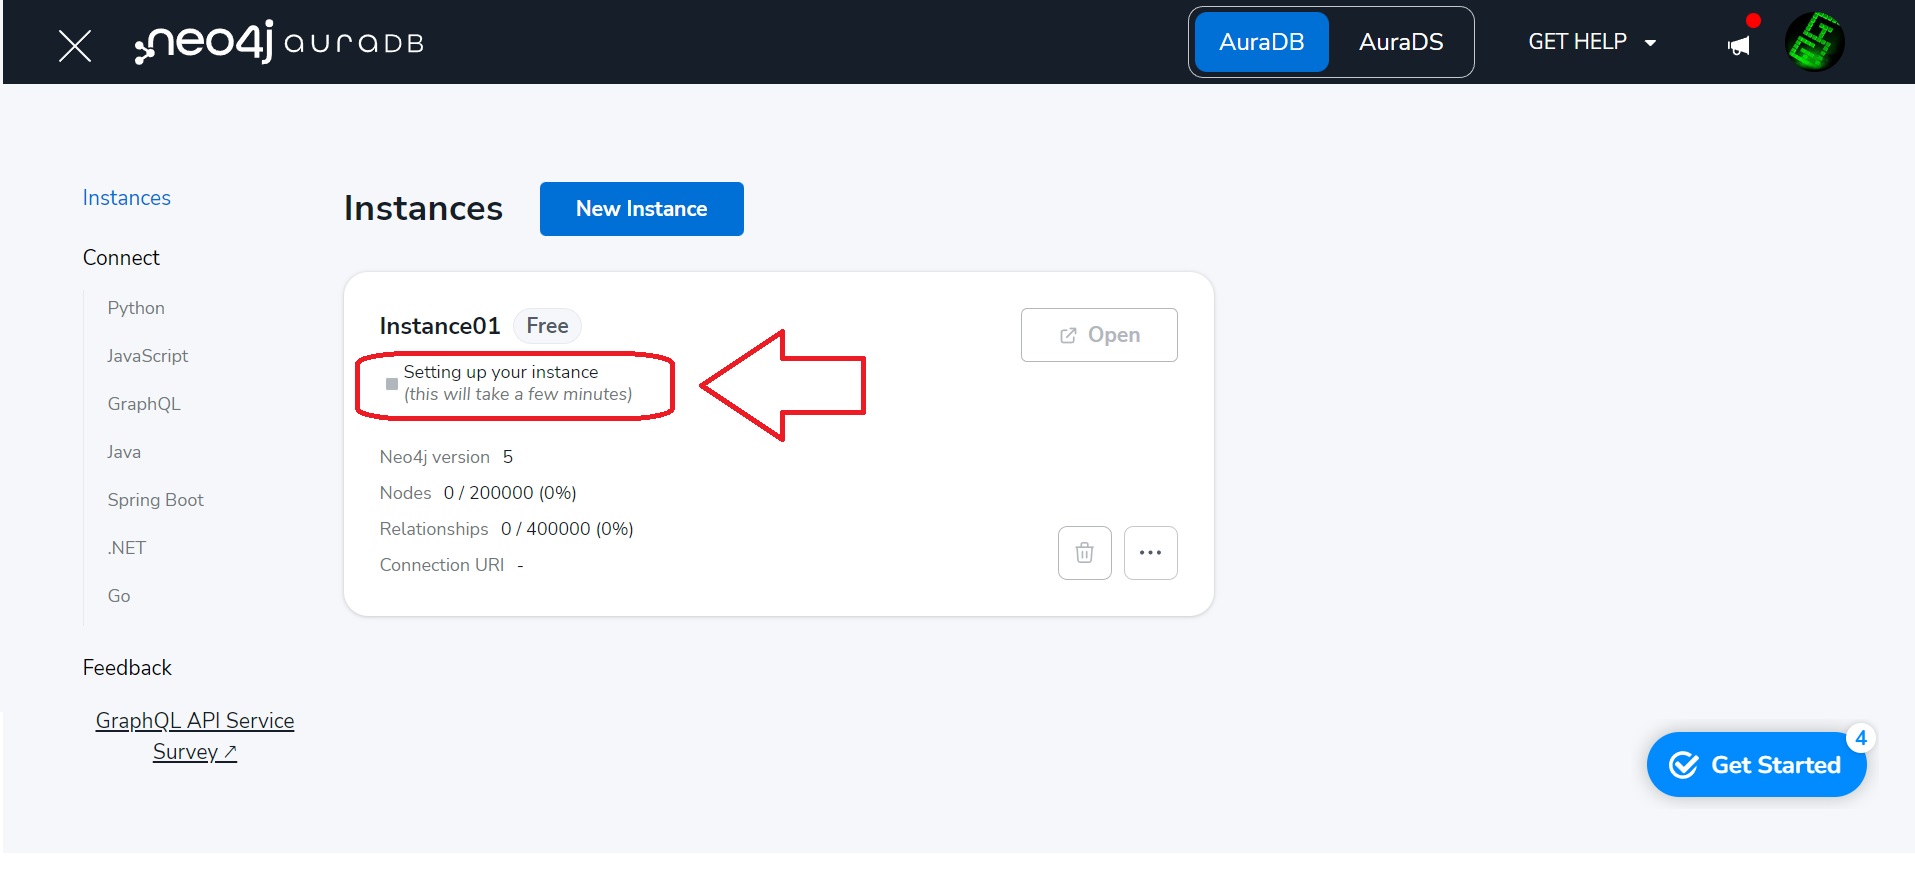 neo4j auraDB
AuraDB
AuraDS
GET HELP
Instances
Connect
Python
JavaScript
GraphQL
Java
Spring Boot
.NET
Go
Feedback
GraphQL API Service
Survey ↗
Instances
New Instance
Instance01 Free
Open
Setting up your instance
(this will take a few minutes)
Neo4j version 5
Nodes 0 / 200000 (0%)
Relationships 0 / 400000 (0%)
Connection URI -
4
Get Started